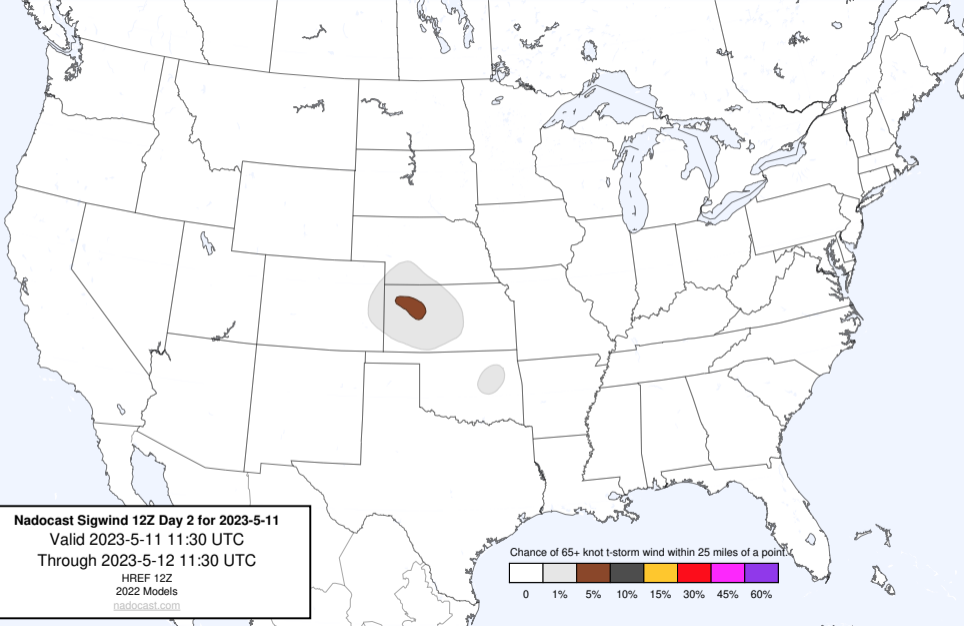 Nadocast Sigwind 12Z Day 2 for 2023-5-11
Valid 2023-5-11 11:30 UTC
Through 2023-5-12 11:30 UTC
HREF 12Z
2022 Models
nadocast.com
Chance of 65+ knot t-storm wind within 25 miles of a point.
0 1% 5% 10% 15% 30% 45% 60%